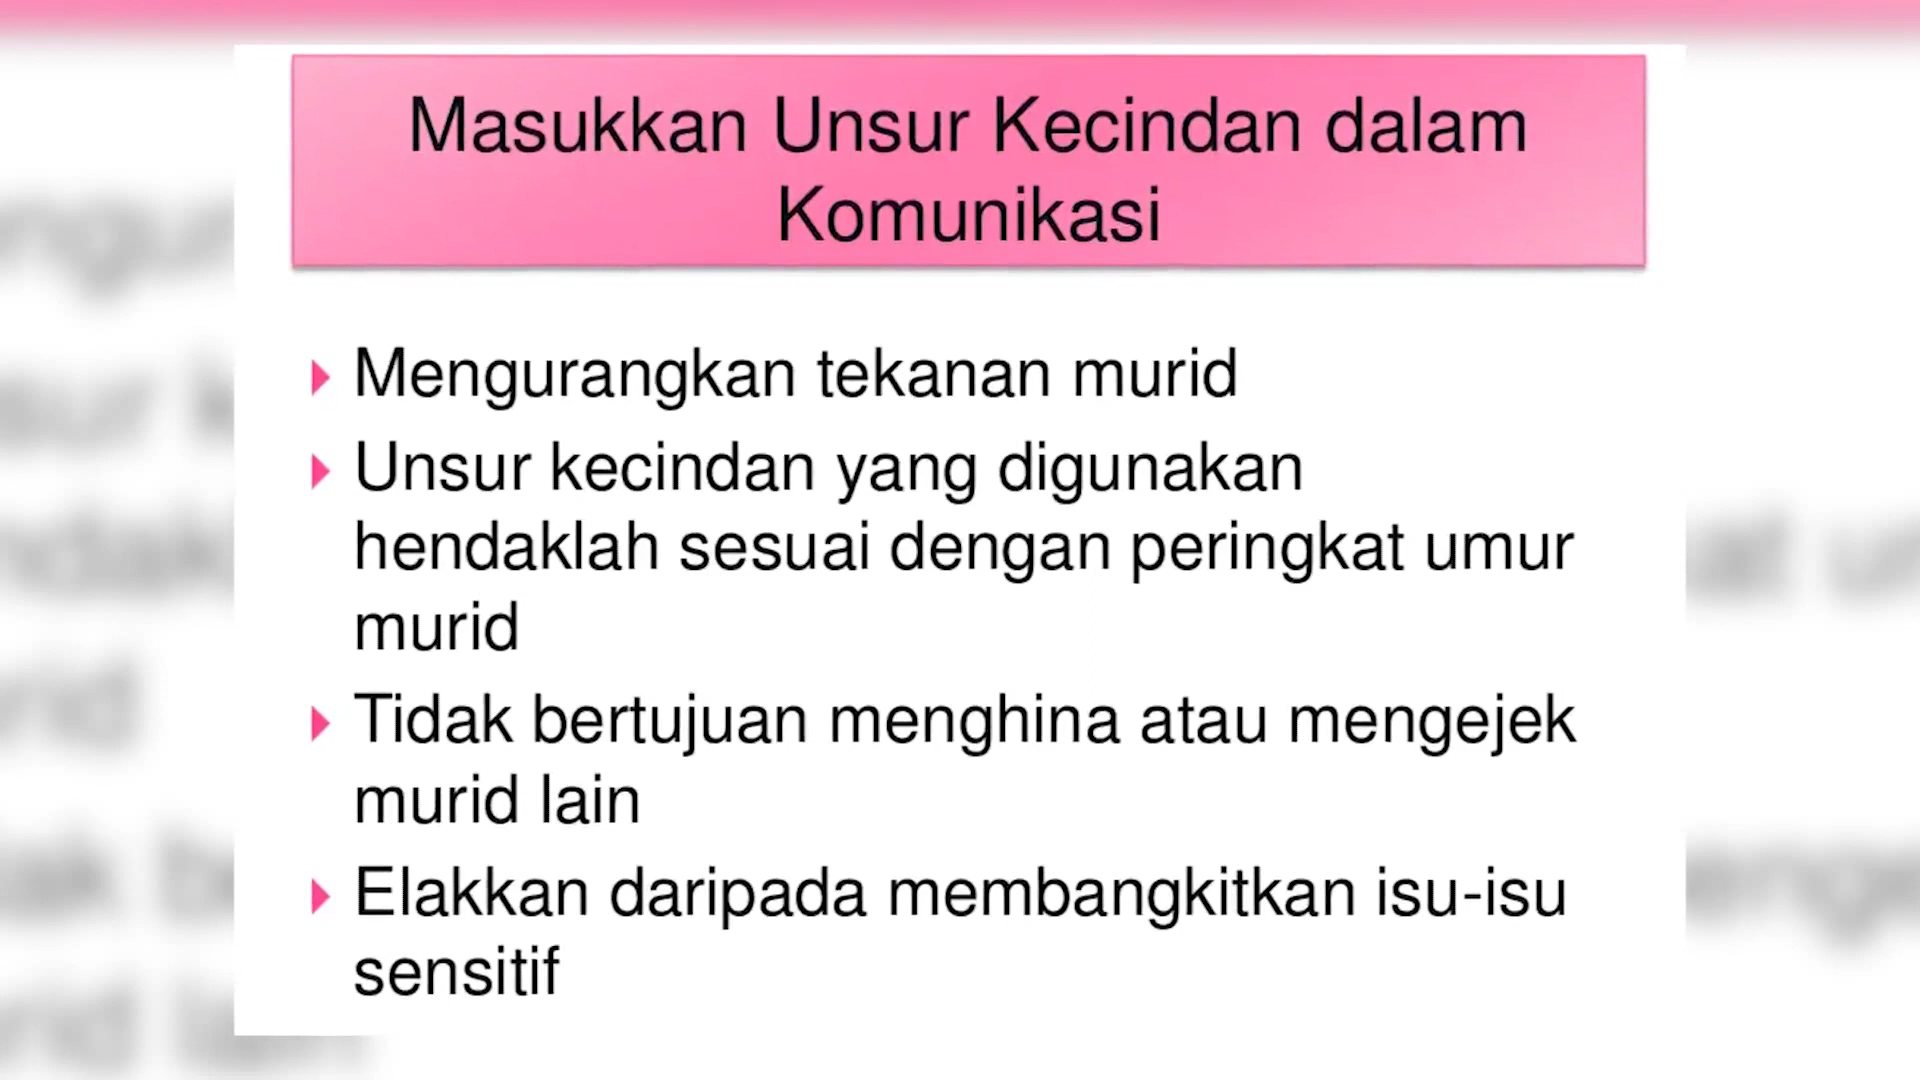 Masukkan Unsur Kecindan dalam
Komunikasi
Mengurangkan tekanan murid
Unsur kecindan yang digunakan
hendaklah sesuai dengan peringkat umur
murid
Tidak bertujuan menghina atau mengejek
murid lain
Elakkan daripada membangkitkan isu-isu
sensitif